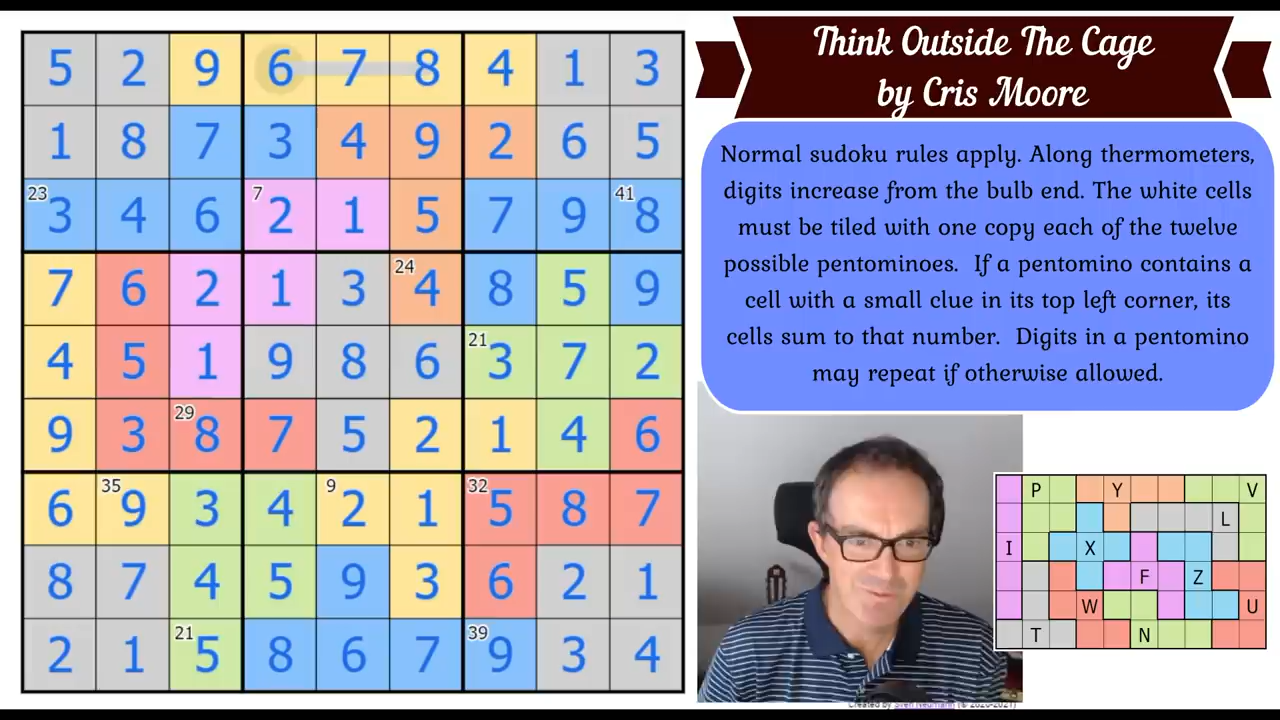 Think Outside The Cage
by Cris Moore
Normal sudoku rules apply. Along thermometers,
digits increase from the bulb end. The white cells
must be tiled with one copy each of the twelve
possible pentominoes. If a pentomino contains a
cell with a small clue in its top left corner, its
cells sum to that number. Digits in a pentomino
may repeat if otherwise allowed.
5 2 9 6 7 8 4 1 3
1 8 7 3 4 9 2 6 5
23 7 41
3 4 6 2 1 5 7 9 8
24
7 6 2 1 3 4 8 5 9
21
4 5 1 9 8 6 3 7 2
29
9 3 8 7 5 2 1 4 6
35 9 32
6 9 3 4 2 1 5 8 7
8 7 4 5 9 3 6 2 1
21 39
2 1 5 8 6 7 9 3 4
P Y V
L
I X
F Z
W U
T N
Created by Sven Neumann (© 2020-2021)